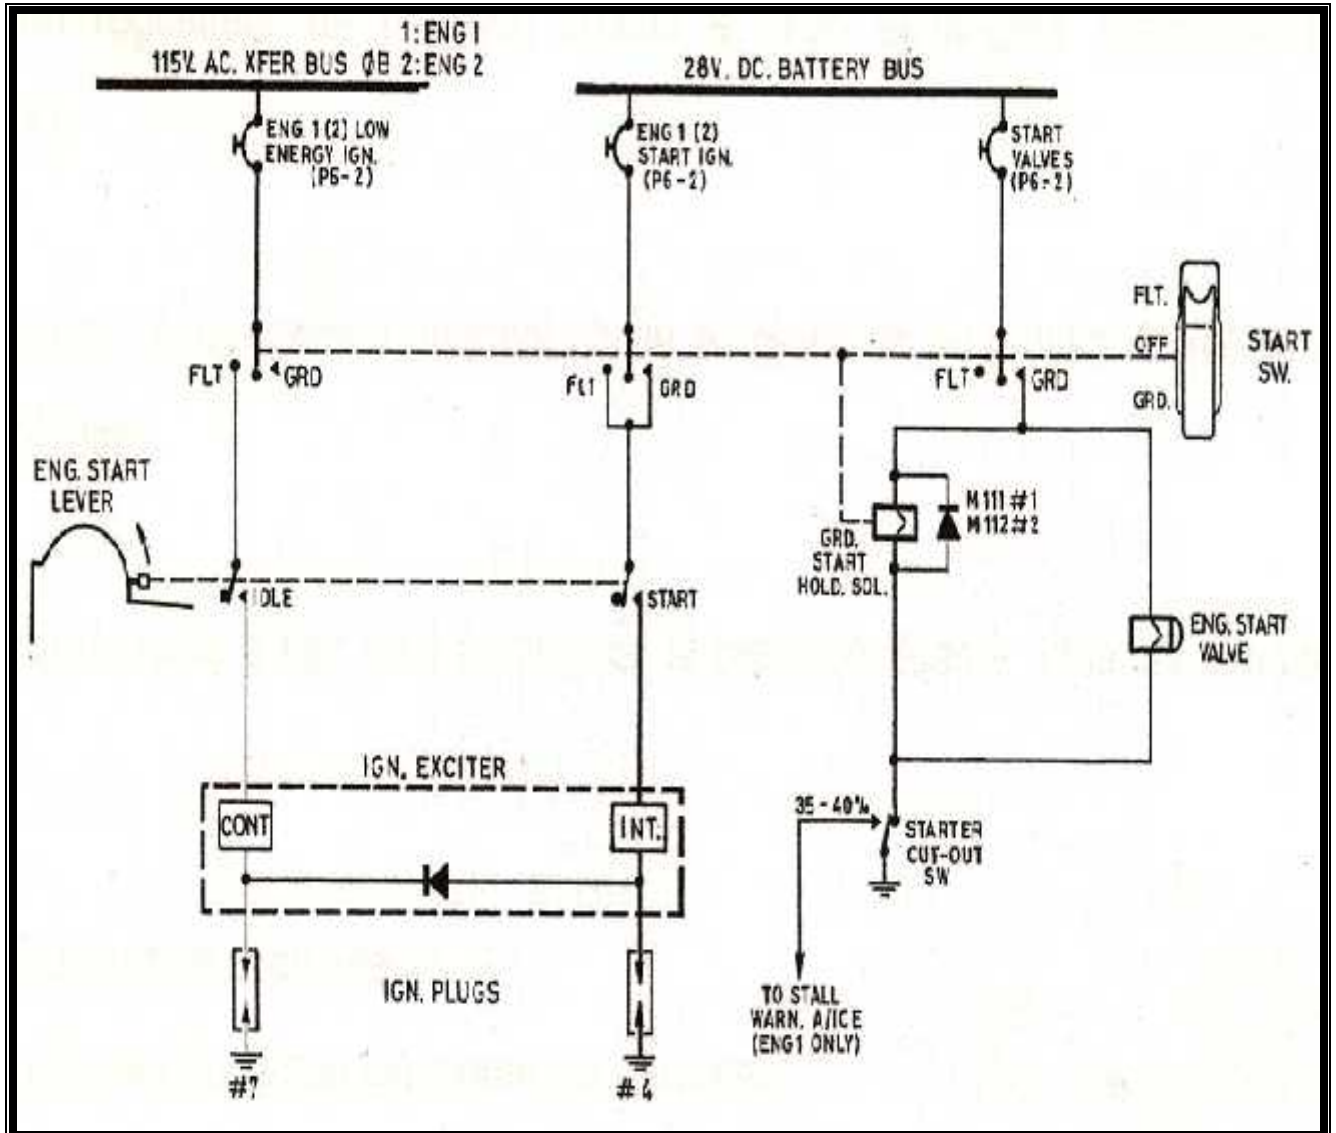 1: ENG 1
115V. AC. XFER BUS ØB 2: ENG 2
28V. DC. BATTERY BUS
ENG 1 (2) LOW
ENERGY IGN.
(P6-2)
ENG 1 (2)
START IGN.
(P6-2)
START
VALVES
(P6-2)
FLT.
OFF
GRD.
START
SW.
FLT
GRD
FLT
GRD
FLT
GRD
ENG. START
LEVER
M111 #1
M112 #2
GRD.
START
HOLD. SOL.
IDLE
START
ENG. START
VALVE
IGN. EXCITER
CONT
INT.
35-40%
STARTER
CUT-OUT
SW
IGN. PLUGS
TO STALL
WARN. A/ICE
(ENG1 ONLY)
#7
#4